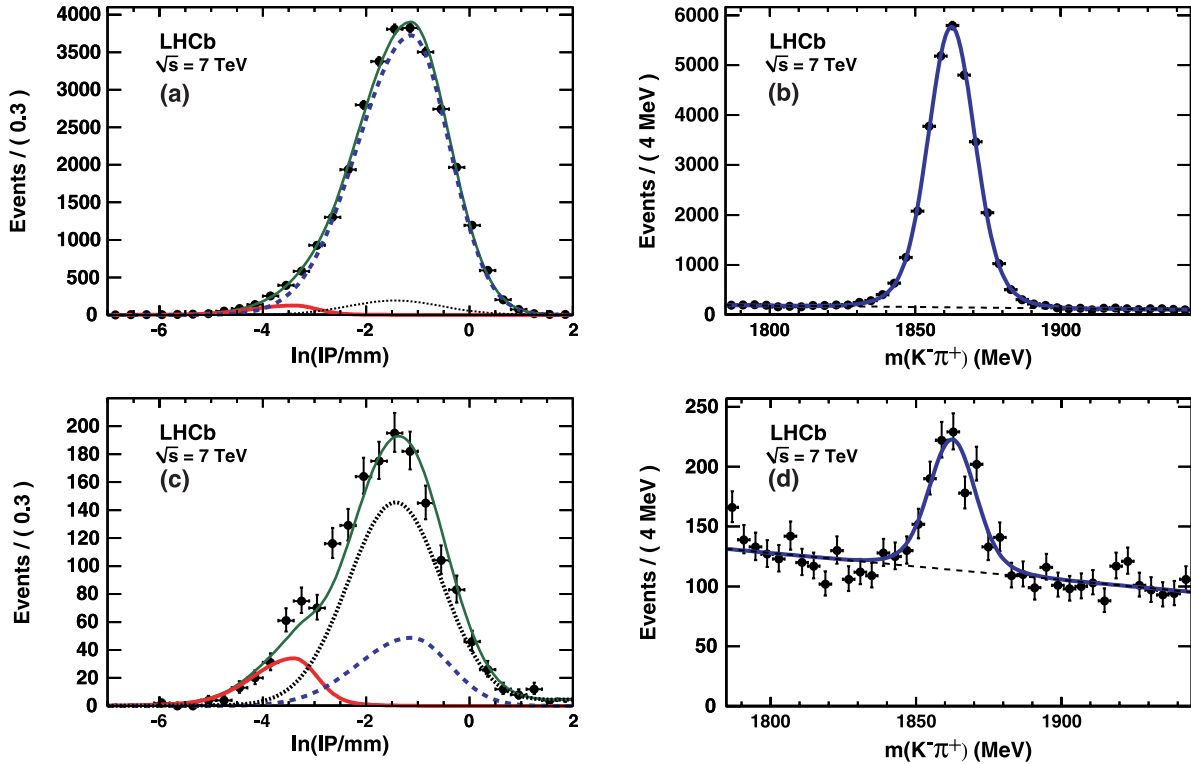 LHCb
√s = 7 TeV
(a)
Events / ( 0.3 )
4000
3500
3000
2500
2000
1500
1000
500
0
-6 -4 -2 0 2
ln(IP/mm)
LHCb
√s = 7 TeV
(b)
Events / ( 4 MeV )
6000
5000
4000
3000
2000
1000
0
1800 1850 1900
m(K⁻π⁺) (MeV)
LHCb
√s = 7 TeV
(c)
Events / ( 0.3 )
200
180
160
140
120
100
80
60
40
20
0
-6 -4 -2 0 2
ln(IP/mm)
LHCb
√s = 7 TeV
(d)
Events / ( 4 MeV )
250
200
150
100
50
0
1800 1850 1900
m(K⁻π⁺) (MeV)